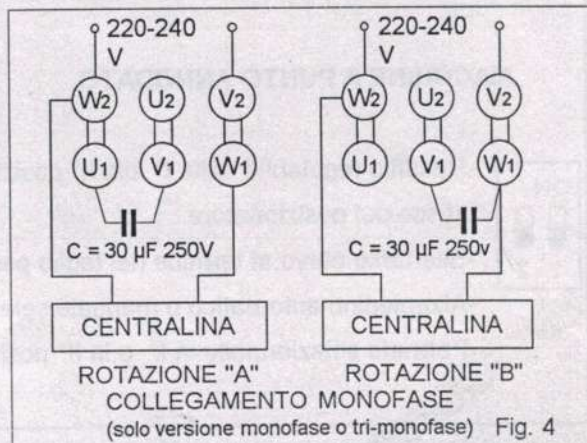 220-240 220-240
V V
W2 U2 V2 W2 U2 V2
U1 V1 W1 U1 V1 W1
C = 30 µF 250V C = 30 µF 250v
CENTRALINA CENTRALINA
ROTAZIONE "A" ROTAZIONE "B"
COLLEGAMENTO MONOFASE
(solo versione monofase o tri-monofase) Fig. 4